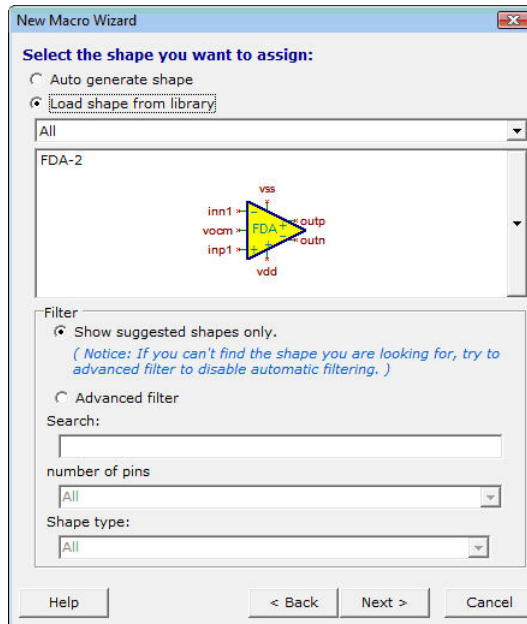 New Macro Wizard
Select the shape you want to assign:
Auto generate shape
Load shape from library
All
FDA-2
vss
inn1
outp
vocm
FDA
outn
inp1
vdd
Filter
Show suggested shapes only.
( Notice: If you can't find the shape you are looking for, try to
advanced filter to disable automatic filtering. )
Advanced filter
Search:
number of pins
All
Shape type:
All
Help
< Back
Next >
Cancel